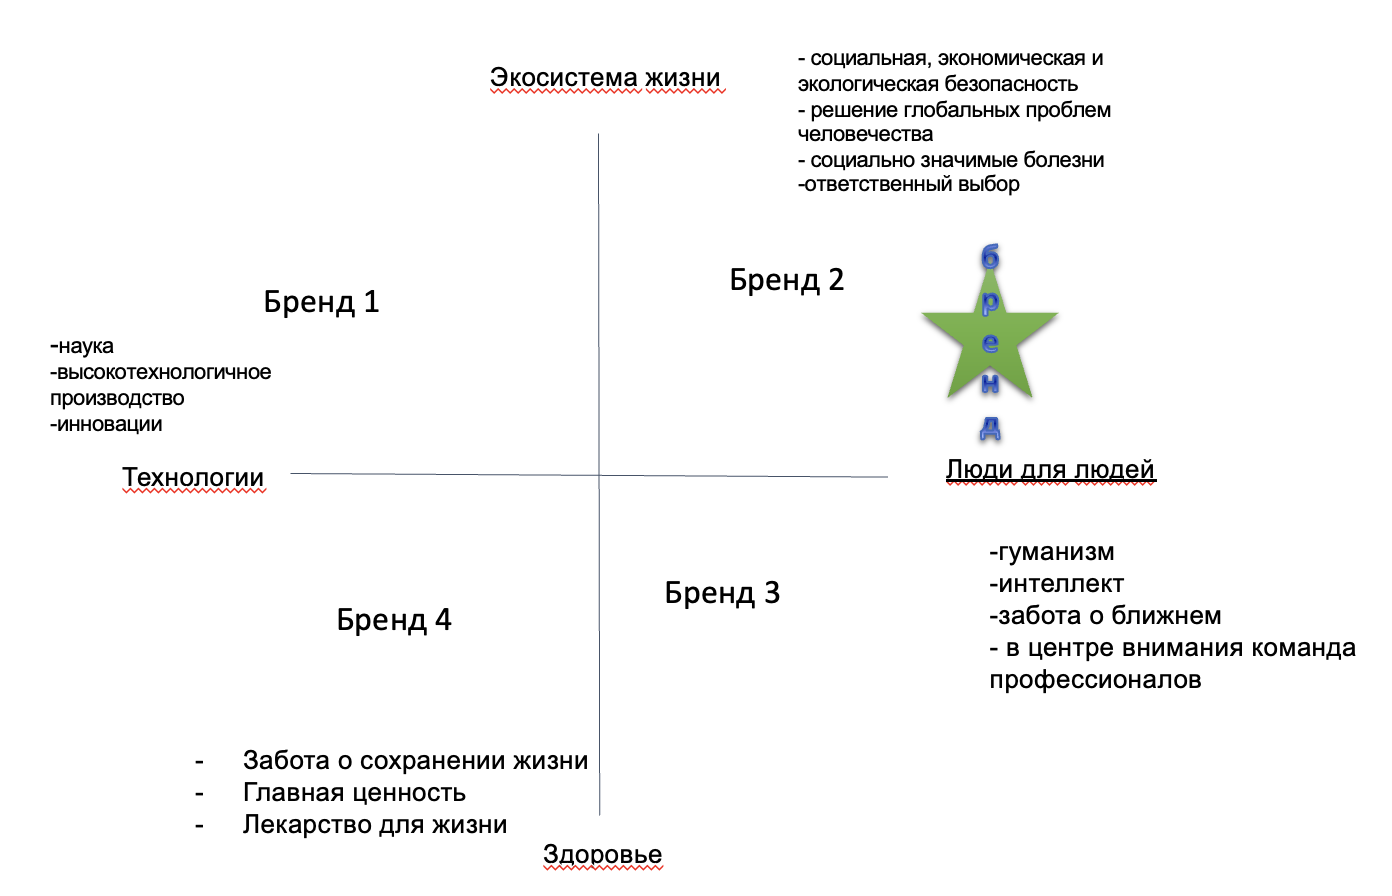 Экосистема жизни
- социальная, экономическая и
экологическая безопасность
- решение глобальных проблем
человечества
- социально значимые болезни
-ответственный выбор
Бренд 1
Бренд 2
бренд
-наука
-высокотехнологичное
производство
-инновации
Технологии
Люди для людей
-гуманизм
-интеллект
-забота о ближнем
- в центре внимания команда
профессионалов
Бренд 3
Бренд 4
- Забота о сохранении жизни
- Главная ценность
- Лекарство для жизни
Здоровье